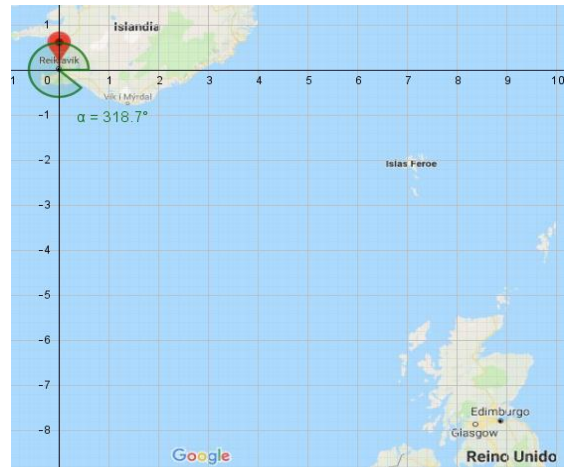 1
Islandia
Reikiavik
1 0 1 2 3 4 5 6 7 8 9 10
Vik i Myrdal
α = 318.7°
-1
-2
Islas Feroe
-3
-4
-5
-6
-7
Edimburgo
-8
Glasgow
Google
Reino Unido